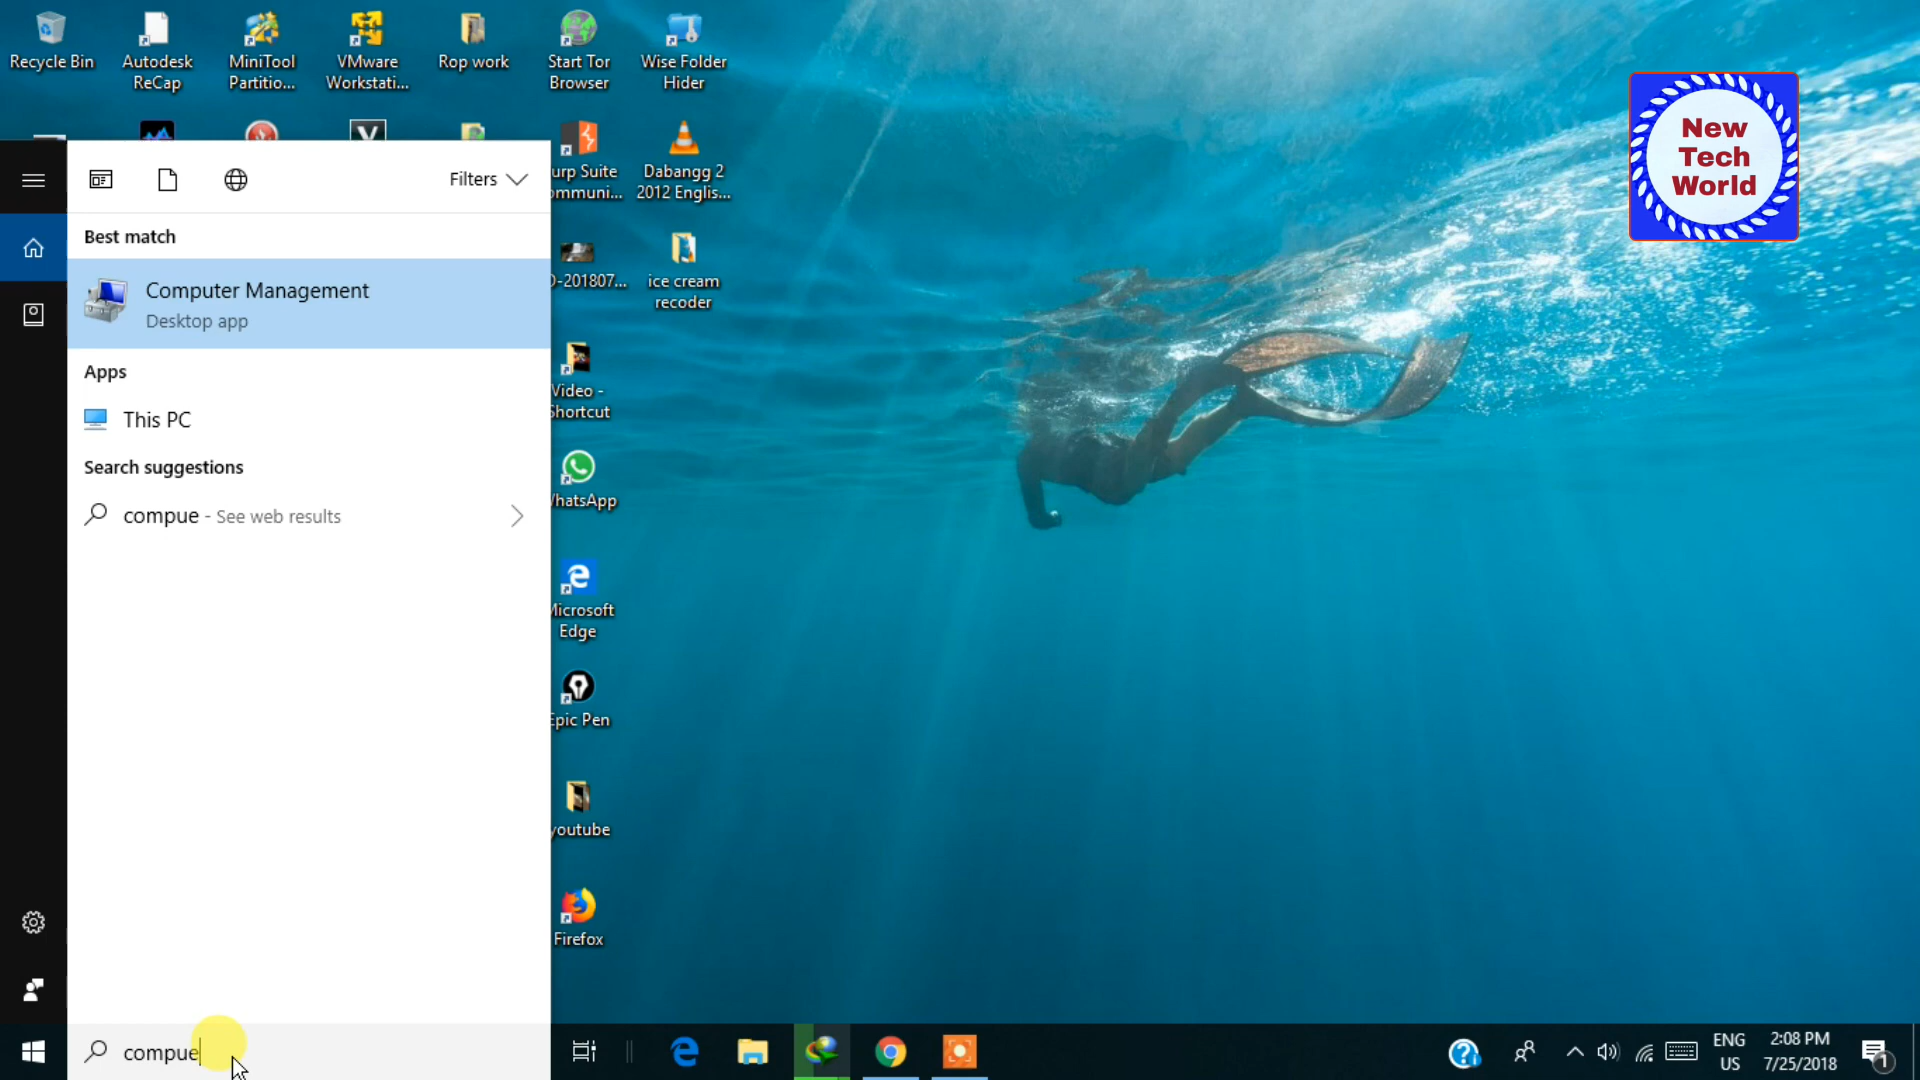 Recycle Bin
Autodesk
ReCap
MiniTool
Partitio...
VMware
Workstati...
Rop work
Start Tor
Browser
Wise Folder
Hider
New
Tech
World
urp Suite
ommuni...
Dabangg 2
2012 Englis...
Filters
Best match
Computer Management
Desktop app
D-201807...
ice cream
recoder
Apps
This PC
Video -
Shortcut
Search suggestions
compue - See web results
WhatsApp
Microsoft
Edge
Epic Pen
youtube
Firefox
compue
ENG
US
2:08 PM
7/25/2018
1